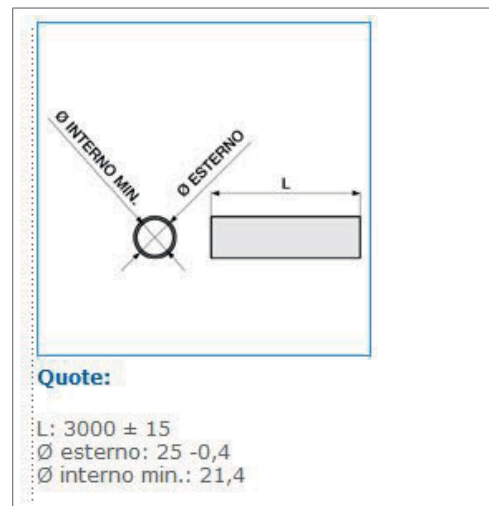 Ø INTERNO MIN.
Ø ESTERNO
L
Quote:
L: 3000 ± 15
Ø esterno: 25 -0,4
Ø interno min.: 21,4